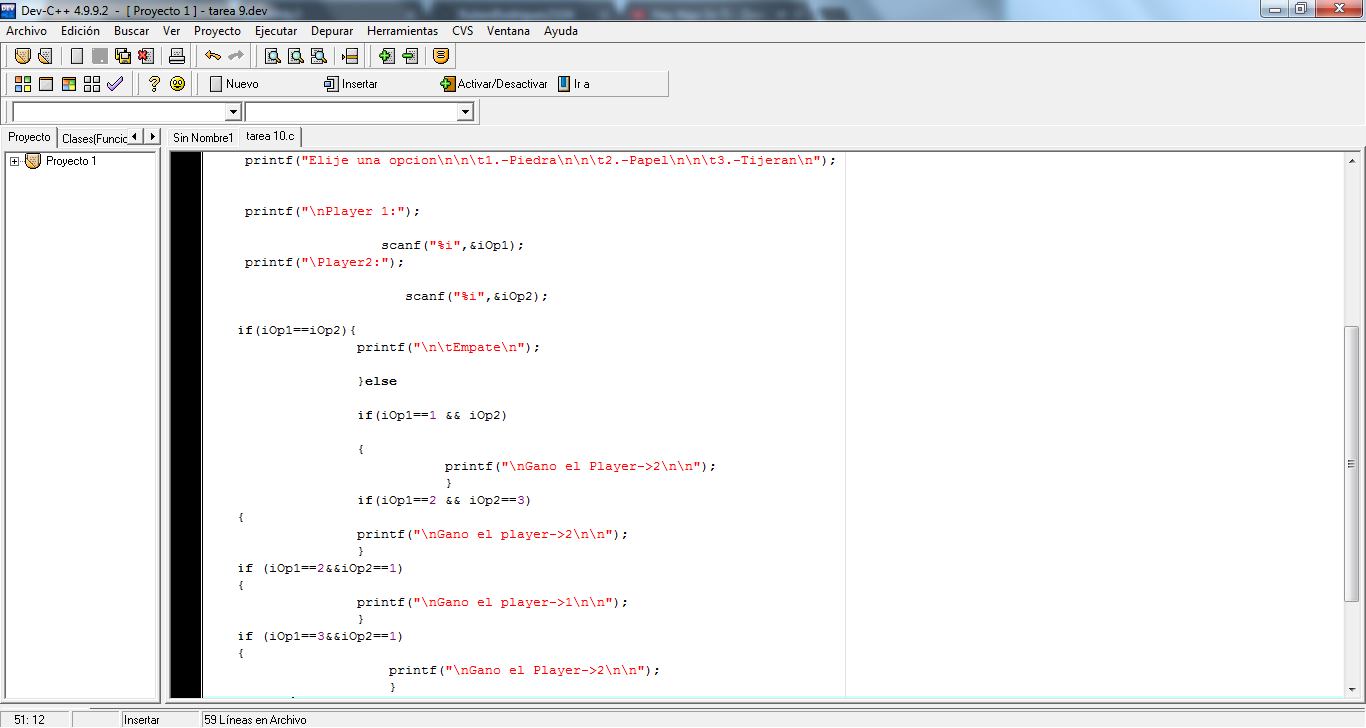 Dev-C++ 4.9.9.2 - [ Proyecto 1 ] - tarea 9.dev
Archivo Edición Buscar Ver Proyecto Ejecutar Depurar Herramientas CVS Ventana Ayuda
Nuevo Insertar Activar/Desactivar Ir a
Proyecto Clases(Funcic Sin Nombre1 tarea 10.c
Proyecto 1
printf("Elije una opcion\n\n\t1.-Piedra\n\n\t2.-Papel\n\n\t3.-Tijeran\n");
printf("\nPlayer 1:");
scanf("%i",&iOp1);
printf("\Player2:");
scanf("%i",&iOp2);
if(iOp1==iOp2){
printf("\n\tEmpate\n");
}else
if(iOp1==1 && iOp2)
{
printf("\nGano el Player->2\n\n");
}
if(iOp1==2 && iOp2==3)
{
printf("\nGano el player->2\n\n");
}
if (iOp1==2&&iOp2==1)
{
printf("\nGano el player->1\n\n");
}
if (iOp1==3&&iOp2==1)
{
printf("\nGano el Player->2\n\n");
}
51: 12 Insertar 59 Líneas en Archivo